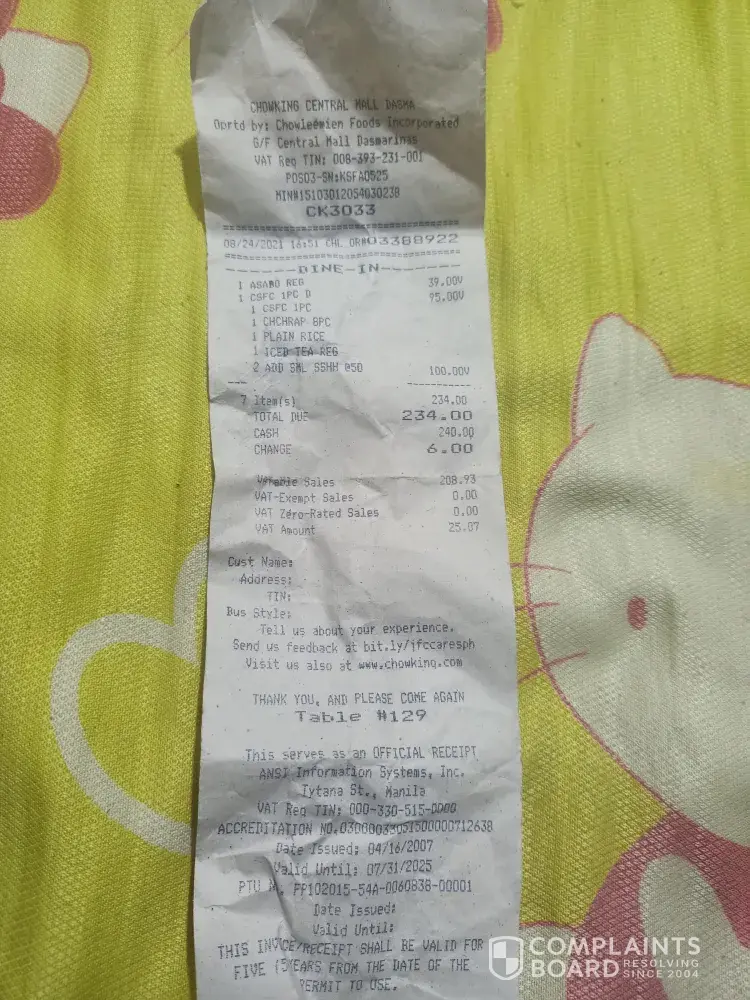 CHOWKING CENTRAL MALL DASMA
Oprtd by: Chowleemien Foods incorporated
G/F Central Mall Dasmarinas
VAT Reg TIN: 008-393-231-001
POS03-SN:KSFA0525
MIN#15103012054030238
CK3033
08/24/2021 16:51 CHL OR#03388922
------DINE-IN------
1 ASABO REG 39.00V
1 CSFC 1PC D 95.00V
1 CSFC 1PC
1 CHCHRAP 8PC
1 PLAIN RICE
1 ICED TEA REG
2 ADD SML SSHH @50 100.00V
7 Item(s) 234.00
TOTAL DUE 234.00
CASH 240.00
CHANGE 6.00
Vatable Sales 208.93
VAT-Exempt Sales 0.00
VAT Zero-Rated Sales 0.00
VAT Amount 25.07
Cust Name:
Address:
TIN:
Bus Style:
Tell us about your experience.
Send us feedback at bit.ly/jfccaresph
Visit us also at www.chowking.com
THANK YOU, AND PLEASE COME AGAIN
Table #129
This serves as an OFFICIAL RECEIPT
ANSI Information Systems, Inc.
Tytana St., Manila
VAT Reg TIN: 000-330-515-0000
ACCREDITATION NO.03080033051500000712638
Date Issued: 04/16/2007
Valid Until: 07/31/2025
PTU FP102015-54A-0060838-00001
Date Issued:
Valid Until:
THIS INVOICE/RECEIPT SHALL BE VALID FOR
FIVE (5)YEARS FROM THE DATE OF THE
PERMIT TO USE.
COMPLAINTS
BOARD RESOLVING SINCE 2004